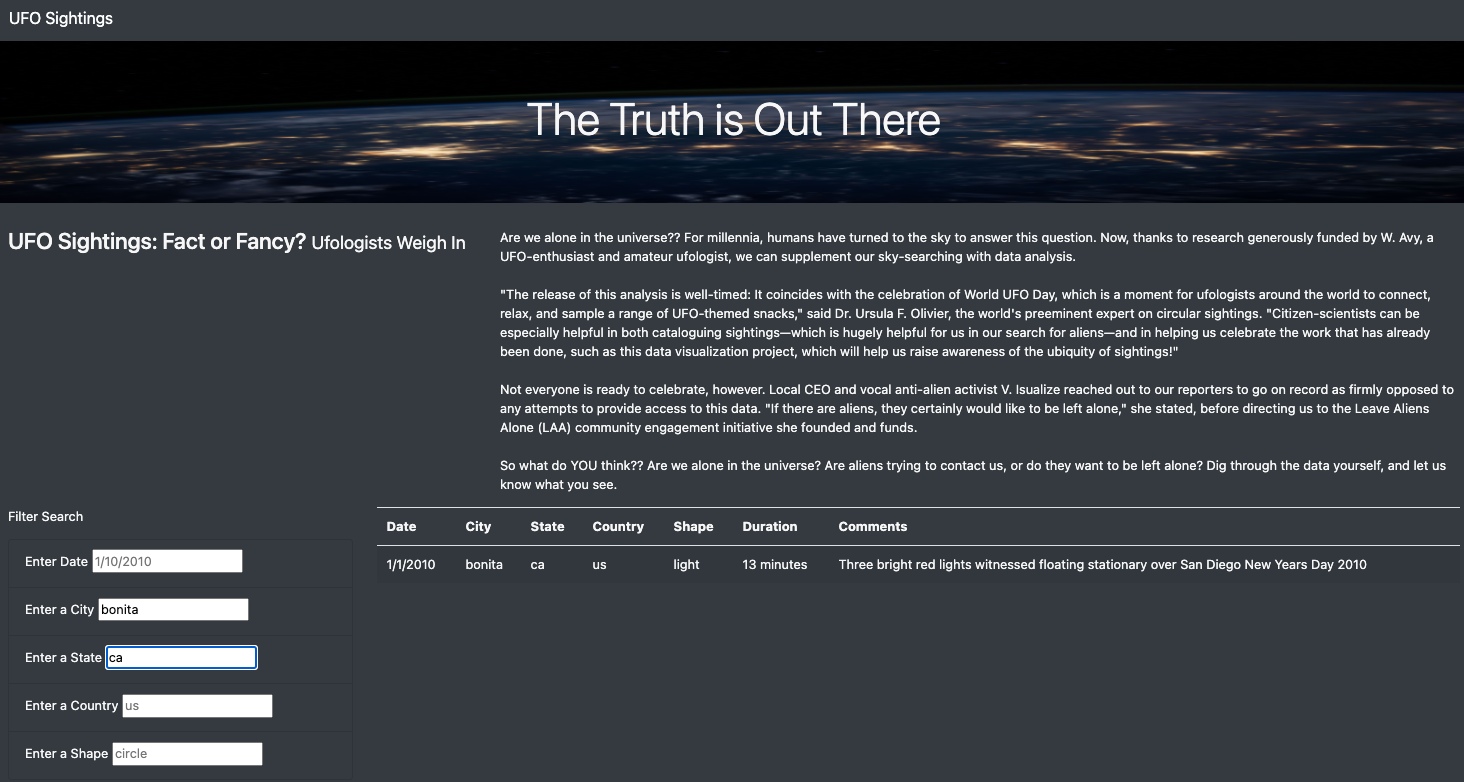 UFO Sightings
The Truth is Out There
UFO Sightings: Fact or Fancy? Ufologists Weigh In
Are we alone in the universe?? For millennia, humans have turned to the sky to answer this question. Now, thanks to research generously funded by W. Avy, a
UFO-enthusiast and amateur ufologist, we can supplement our sky-searching with data analysis.
"The release of this analysis is well-timed: It coincides with the celebration of World UFO Day, which is a moment for ufologists around the world to connect,
relax, and sample a range of UFO-themed snacks," said Dr. Ursula F. Olivier, the world's preeminent expert on circular sightings. "Citizen-scientists can be
especially helpful in both cataloguing sightings—which is hugely helpful for us in our search for aliens—and in helping us celebrate the work that has already
been done, such as this data visualization project, which will help us raise awareness of the ubiquity of sightings!"
Not everyone is ready to celebrate, however. Local CEO and vocal anti-alien activist V. Isualize reached out to our reporters to go on record as firmly opposed to
any attempts to provide access to this data. "If there are aliens, they certainly would like to be left alone," she stated, before directing us to the Leave Aliens
Alone (LAA) community engagement initiative she founded and funds.
So what do YOU think?? Are we alone in the universe? Are aliens trying to contact us, or do they want to be left alone? Dig through the data yourself, and let us
know what you see.
Filter Search
Enter Date 1/10/2010
Enter a City bonita
Enter a State ca
Enter a Country us
Enter a Shape circle
Date City State Country Shape Duration Comments
1/1/2010 bonita ca us light 13 minutes Three bright red lights witnessed floating stationary over San Diego New Years Day 2010